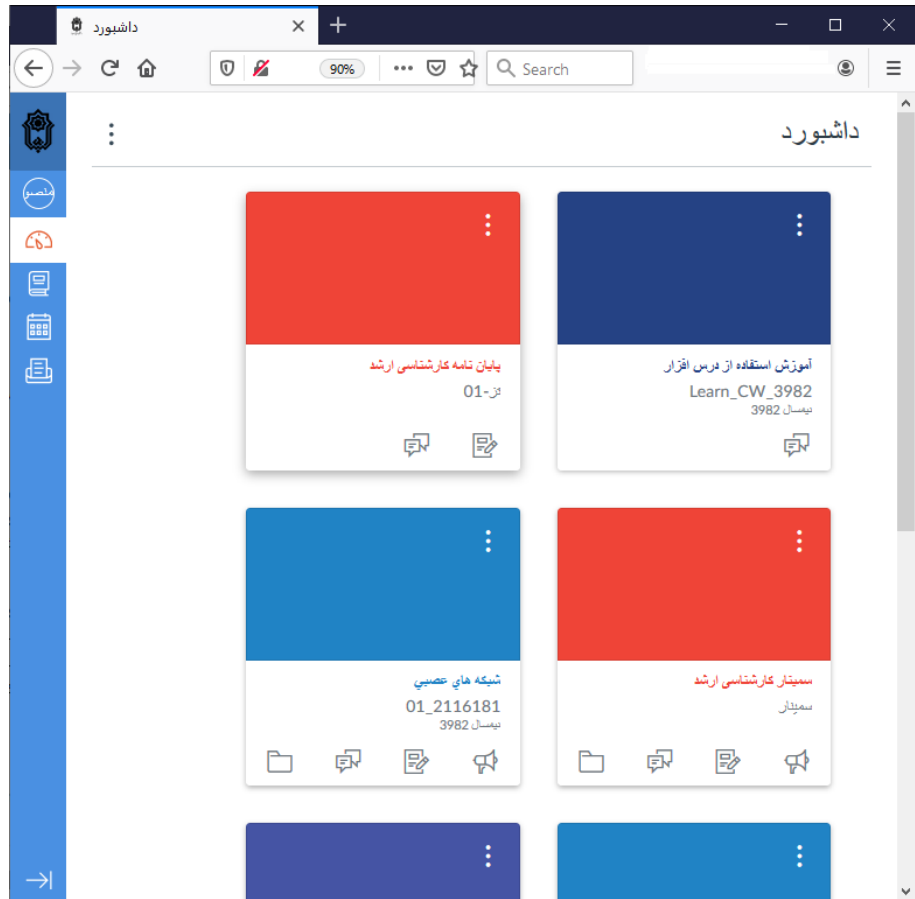 داشبورد
90%
Search
داشبورد
آموزش استفاده از درس افزار
Learn_CW_3982
نیمسال 3982
پایان نامه کارشناسی ارشد
تز-01
سمینار کارشناسی ارشد
سمینار
شبکه هاي عصبي
01_2116181
نیمسال 3982